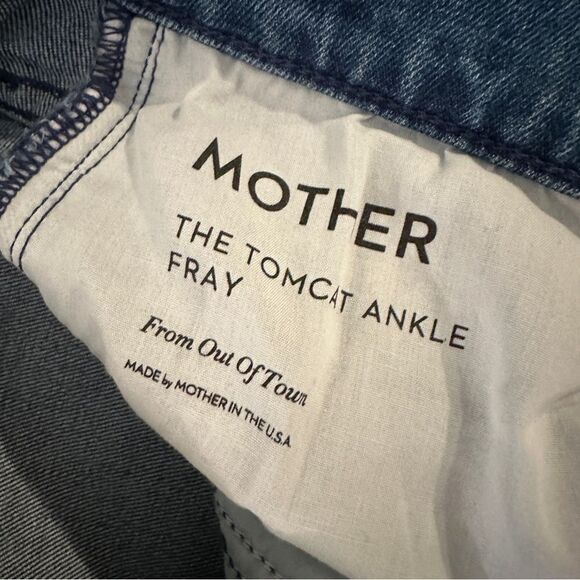 MOTHER
THE TOMCAT ANKLE
FRAY
From Out Of Town
MADE by MOTHER IN THE U.S.A.